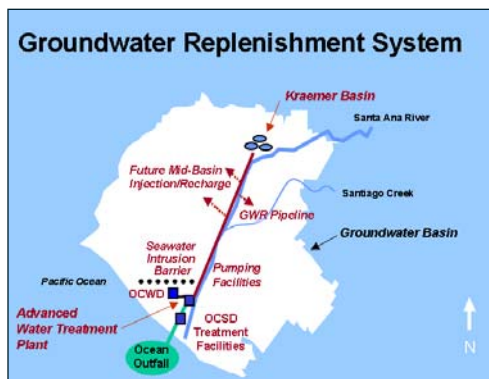 Groundwater Replenishment System
Kraemer Basin
Santa Ana River
Future Mid-Basin
Injection/Recharge
Santiago Creek
GWR Pipeline
Groundwater Basin
Seawater
Intrusion
Barrier
Pumping
Facilities
Pacific Ocean
OCWD
Advanced
Water Treatment
Plant
OCSD
Treatment
Facilities
Ocean
Outfall
N